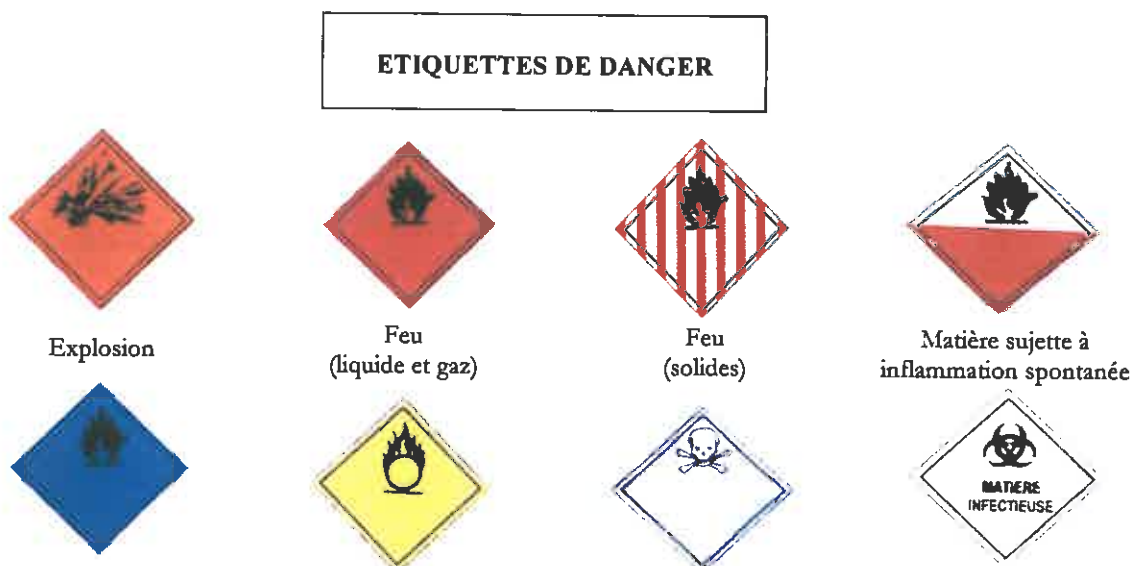 ETIQUETTES DE DANGER
Explosion
Feu
(liquide et gaz)
Feu
(solides)
Matière sujette à
inflammation spontanée
MATIERE
INFECTIEUSE